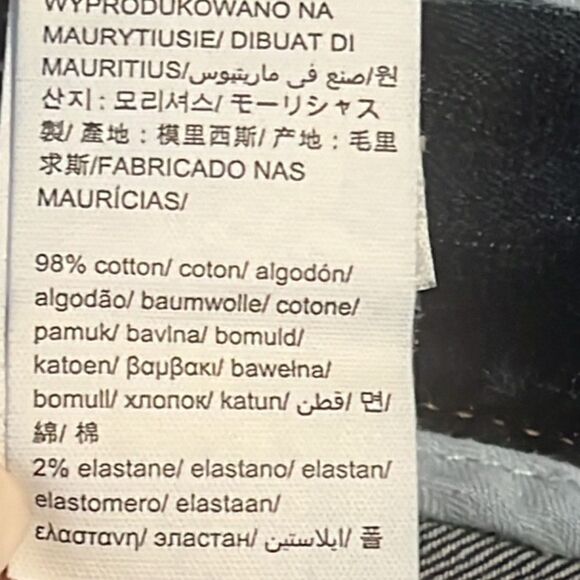 WYPRODUKOWANO NA
MAURYTIUSIE/ DIBUAT DI
MAURITIUS/صنع في ماريتيوس/원
산지 : 모리셔스/ モーリシャス
製/ 產地 : 模里西斯/ 产地 : 毛里
求斯/FABRICADO NAS
MAURÍCIAS/
98% cotton/ coton/ algodón/
algodão/ baumwolle/ cotone/
pamuk/ bavlna/ bomuld/
katoen/ βαμβακι/ bawełna/
bomull/ хлопок/ katun/ قطن/ 면/
綿/ 棉
2% elastane/ elastano/ elastan/
elastomero/ elastaan/
ελαστανη/ эластан/ ايلاستين/ 폴